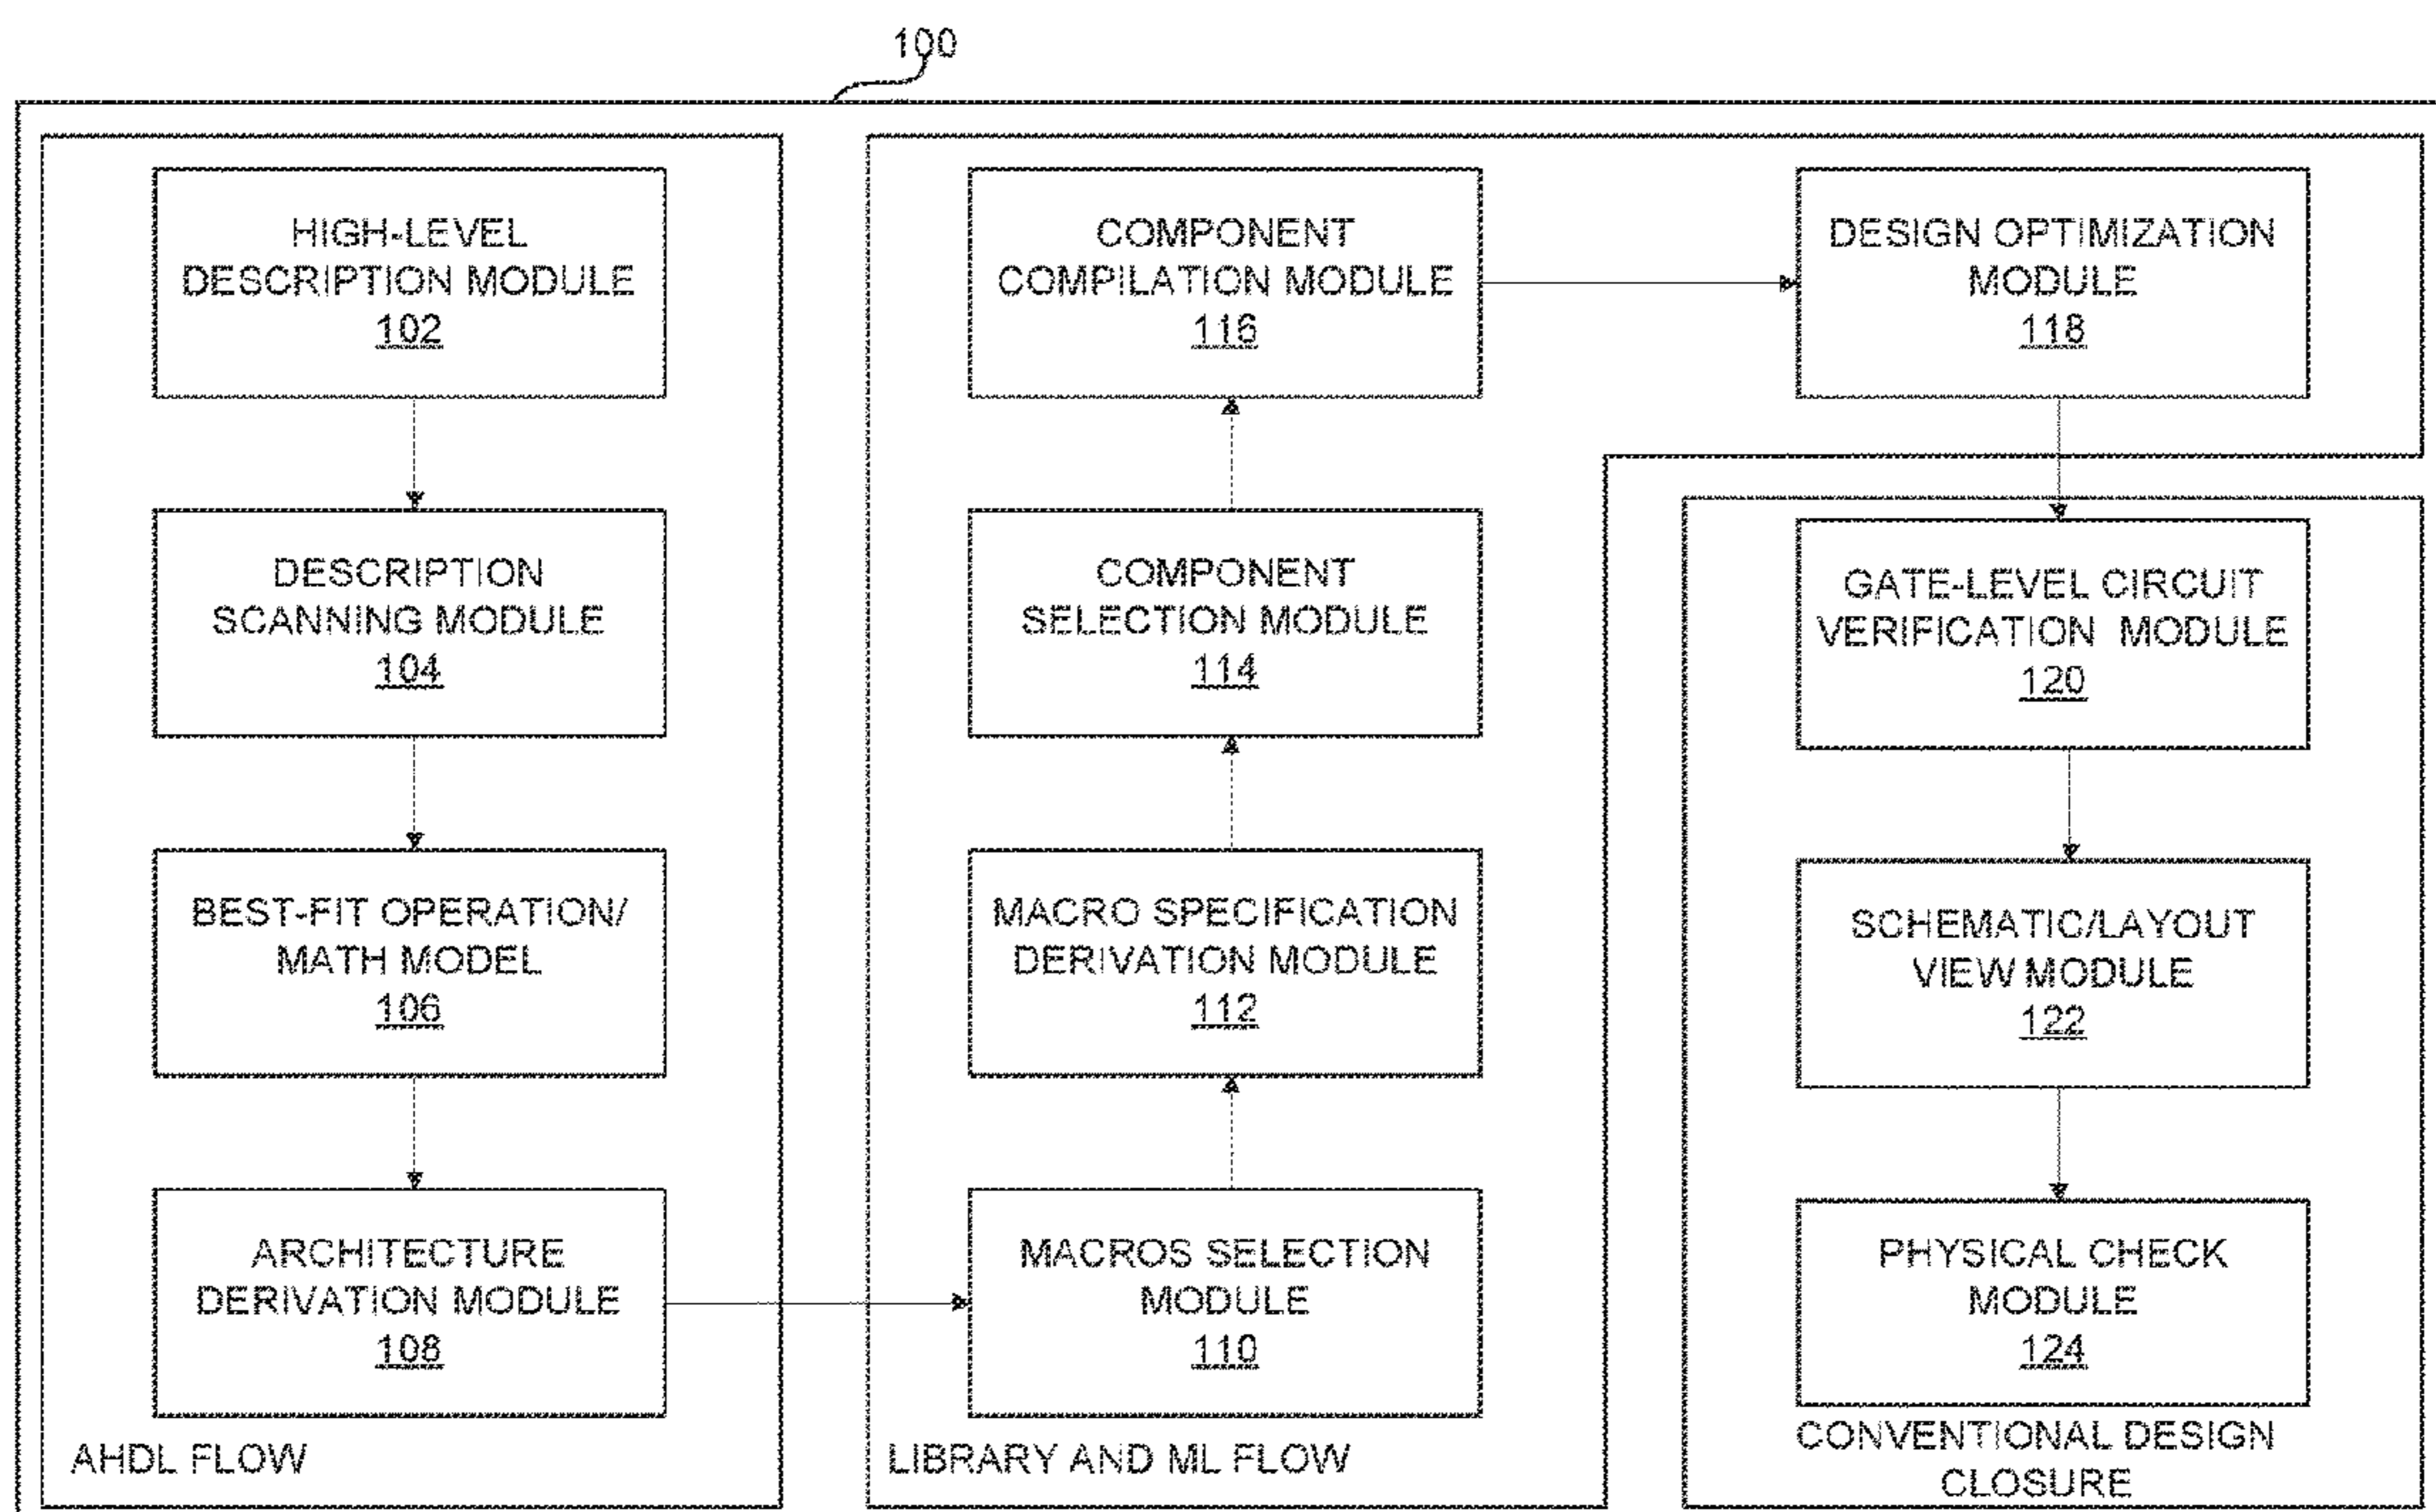 100
HIGH-LEVEL
DESCRIPTION MODULE
102
DESCRIPTION
SCANNING MODULE
104
BEST-FIT OPERATION/
MATH MODEL
106
ARCHITECTURE
DERIVATION MODULE
108
AHDL FLOW
COMPONENT
COMPILATION MODULE
116
COMPONENT
SELECTION MODULE
114
MACRO SPECIFICATION
DERIVATION MODULE
112
MACROS SELECTION
MODULE
110
LIBRARY AND ML FLOW
DESIGN OPTIMIZATION
MODULE
118
GATE-LEVEL CIRCUIT
VERIFICATION MODULE
120
SCHEMATIC/LAYOUT
VIEW MODULE
122
PHYSICAL CHECK
MODULE
124
CONVENTIONAL DESIGN
CLOSURE